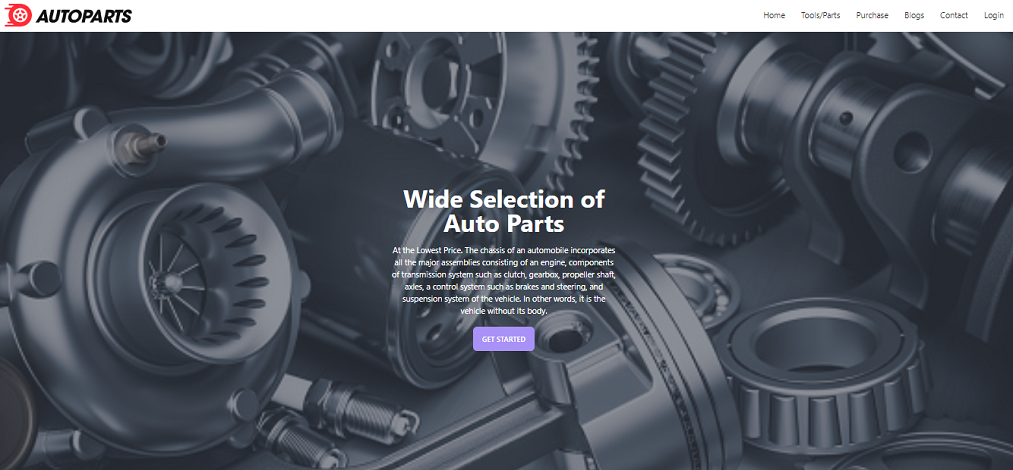 AUTOPARTS
Home Tools/Parts Purchase Blogs Contact Login
Wide Selection of
Auto Parts
At the Lowest Price. The chassis of an automobile incorporates
all the major assemblies consisting of an engine, components
of transmission system such as clutch, gearbox, propeller shaft,
axles, a control system such as brakes and steering, and
suspension system of the vehicle. In other words, it is the
vehicle without its body.
GET STARTED